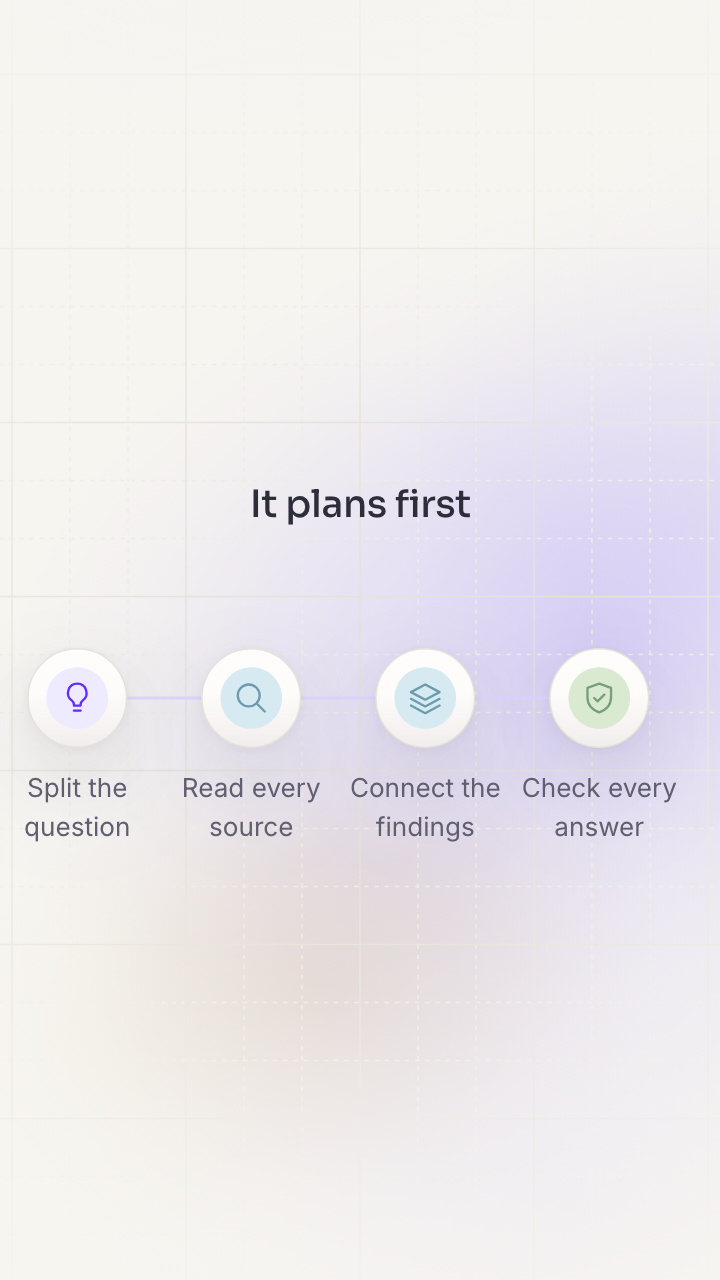 It plans first
Split the
question
Read every
source
Connect the
findings
Check every
answer